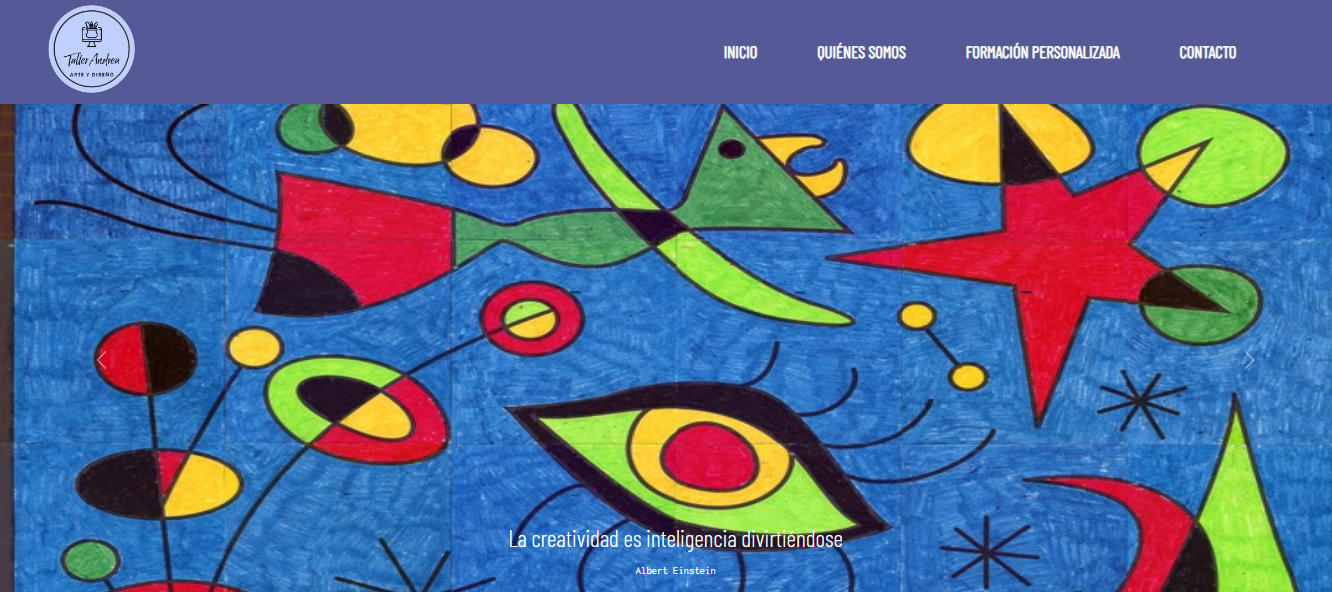 Taller Andrea
ARTE Y DISEÑO
INICIO
QUIÉNES SOMOS
FORMACIÓN PERSONALIZADA
CONTACTO
La creatividad es inteligencia divirtiéndose
Albert Einstein